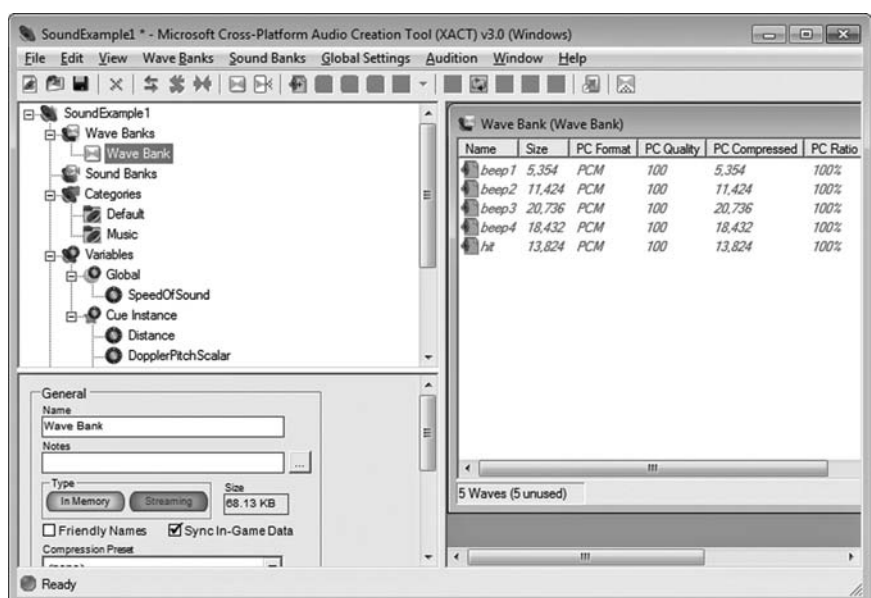 SoundExample1 * - Microsoft Cross-Platform Audio Creation Tool (XACT) v3.0 (Windows)
File Edit View Wave Banks Sound Banks Global Settings Audition Window Help
SoundExample1
Wave Banks
Wave Bank
Sound Banks
Categories
Default
Music
Variables
Global
SpeedOfSound
Cue Instance
Distance
DopplerPitchScalar
Wave Bank (Wave Bank)
Name Size PC Format PC Quality PC Compressed PC Ratio
beep1 5,354 PCM 100 5,354 100%
beep2 11,424 PCM 100 11,424 100%
beep3 20,736 PCM 100 20,736 100%
beep4 18,432 PCM 100 18,432 100%
hit 13,824 PCM 100 13,824 100%
5 Waves (5 unused)
General
Name
Wave Bank
Notes
...
Type
In Memory Streaming
Size
68.13 KB
Friendly Names Sync In-Game Data
Compression Preset
(none)
Ready